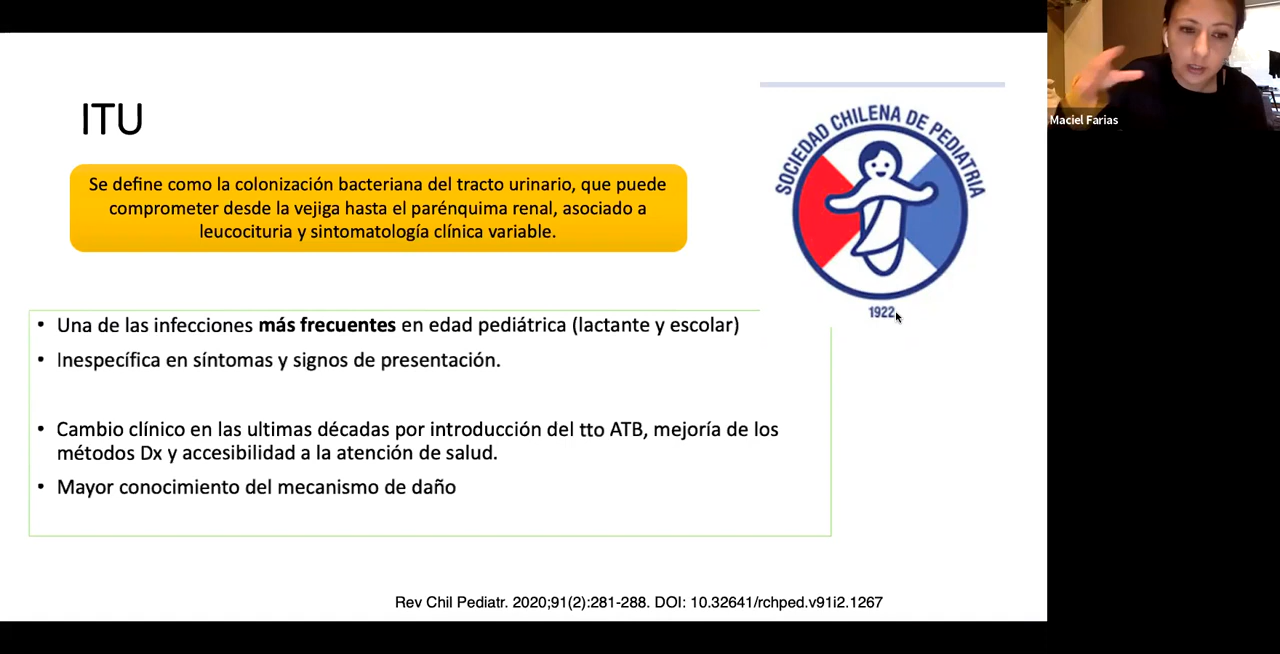 ITU
Se define como la colonización bacteriana del tracto urinario, que puede
comprometer desde la vejiga hasta el parénquima renal, asociado a
leucocituria y sintomatología clínica variable.
SOCIEDAD CHILENA DE PEDIATRIA
1922
• Una de las infecciones más frecuentes en edad pediátrica (lactante y escolar)
• Inespecífica en síntomas y signos de presentación.
• Cambio clínico en las ultimas décadas por introducción del tto ATB, mejoría de los
métodos Dx y accesibilidad a la atención de salud.
• Mayor conocimiento del mecanismo de daño
Rev Chil Pediatr. 2020;91(2):281-288. DOI: 10.32641/rchped.v91i2.1267
Maciel Farias